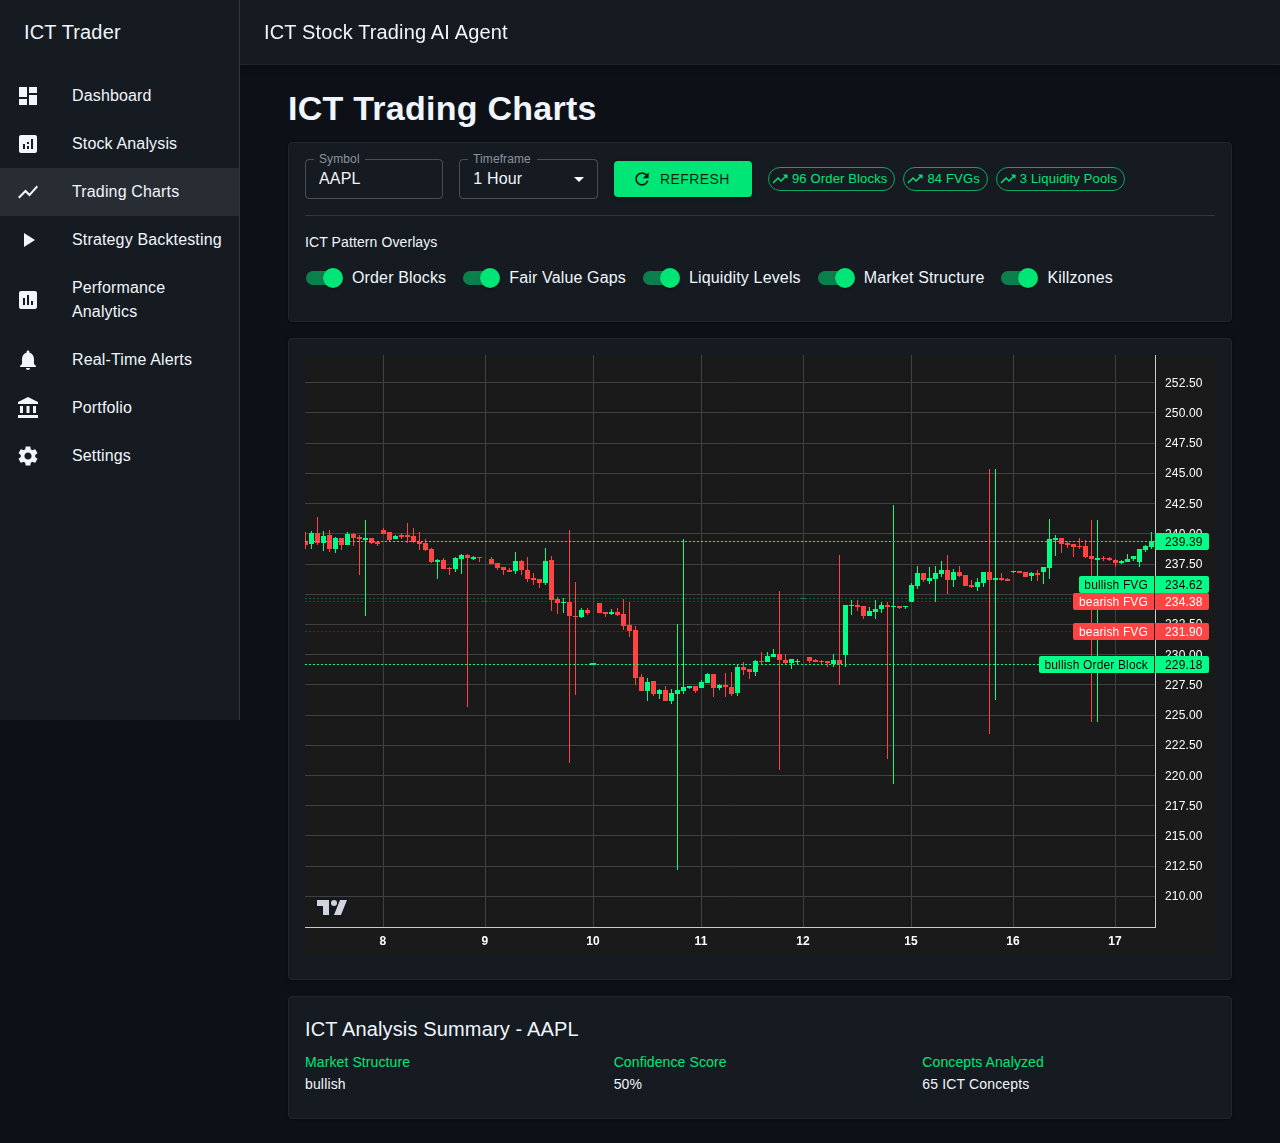 ICT Trader
ICT Stock Trading AI Agent
Dashboard
Stock Analysis
Trading Charts
Strategy Backtesting
Performance
Analytics
Real-Time Alerts
Portfolio
Settings
ICT Trading Charts
Symbol
AAPL
Timeframe
1 Hour
REFRESH
96 Order Blocks
84 FVGs
3 Liquidity Pools
ICT Pattern Overlays
Order Blocks
Fair Value Gaps
Liquidity Levels
Market Structure
Killzones
252.50
250.00
247.50
245.00
242.50
240.00
239.39
237.50
bullish FVG 234.62
bearish FVG 234.38
232.50
bearish FVG 231.90
230.00
bullish Order Block 229.18
227.50
225.00
222.50
220.00
217.50
215.00
212.50
210.00
8 9 10 11 12 15 16 17
ICT Analysis Summary - AAPL
Market Structure
bullish
Confidence Score
50%
Concepts Analyzed
65 ICT Concepts